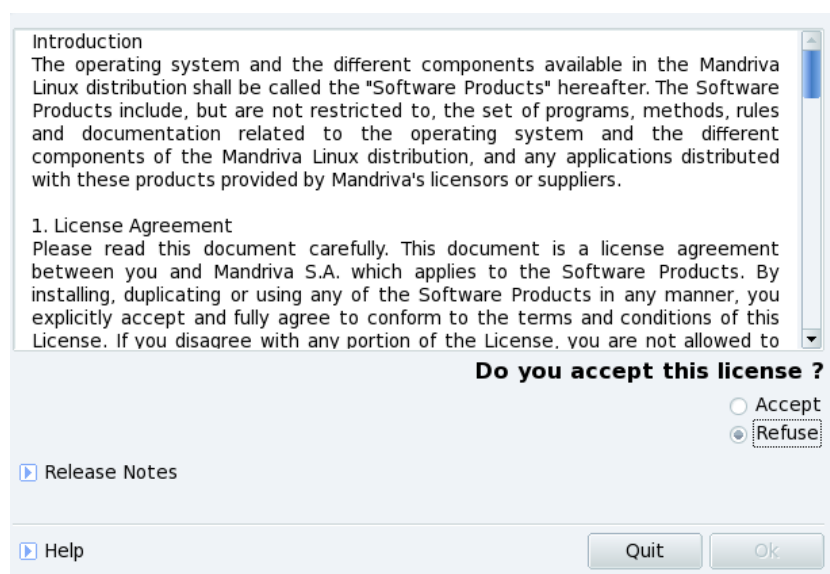 Introduction
The operating system and the different components available in the Mandriva
Linux distribution shall be called the "Software Products" hereafter. The Software
Products include, but are not restricted to, the set of programs, methods, rules
and documentation related to the operating system and the different
components of the Mandriva Linux distribution, and any applications distributed
with these products provided by Mandriva's licensors or suppliers.
1. License Agreement
Please read this document carefully. This document is a license agreement
between you and Mandriva S.A. which applies to the Software Products. By
installing, duplicating or using any of the Software Products in any manner, you
explicitly accept and fully agree to conform to the terms and conditions of this
License. If you disagree with any portion of the License, you are not allowed to
Do you accept this license ?
Accept
Refuse
Release Notes
Help
Quit
Ok